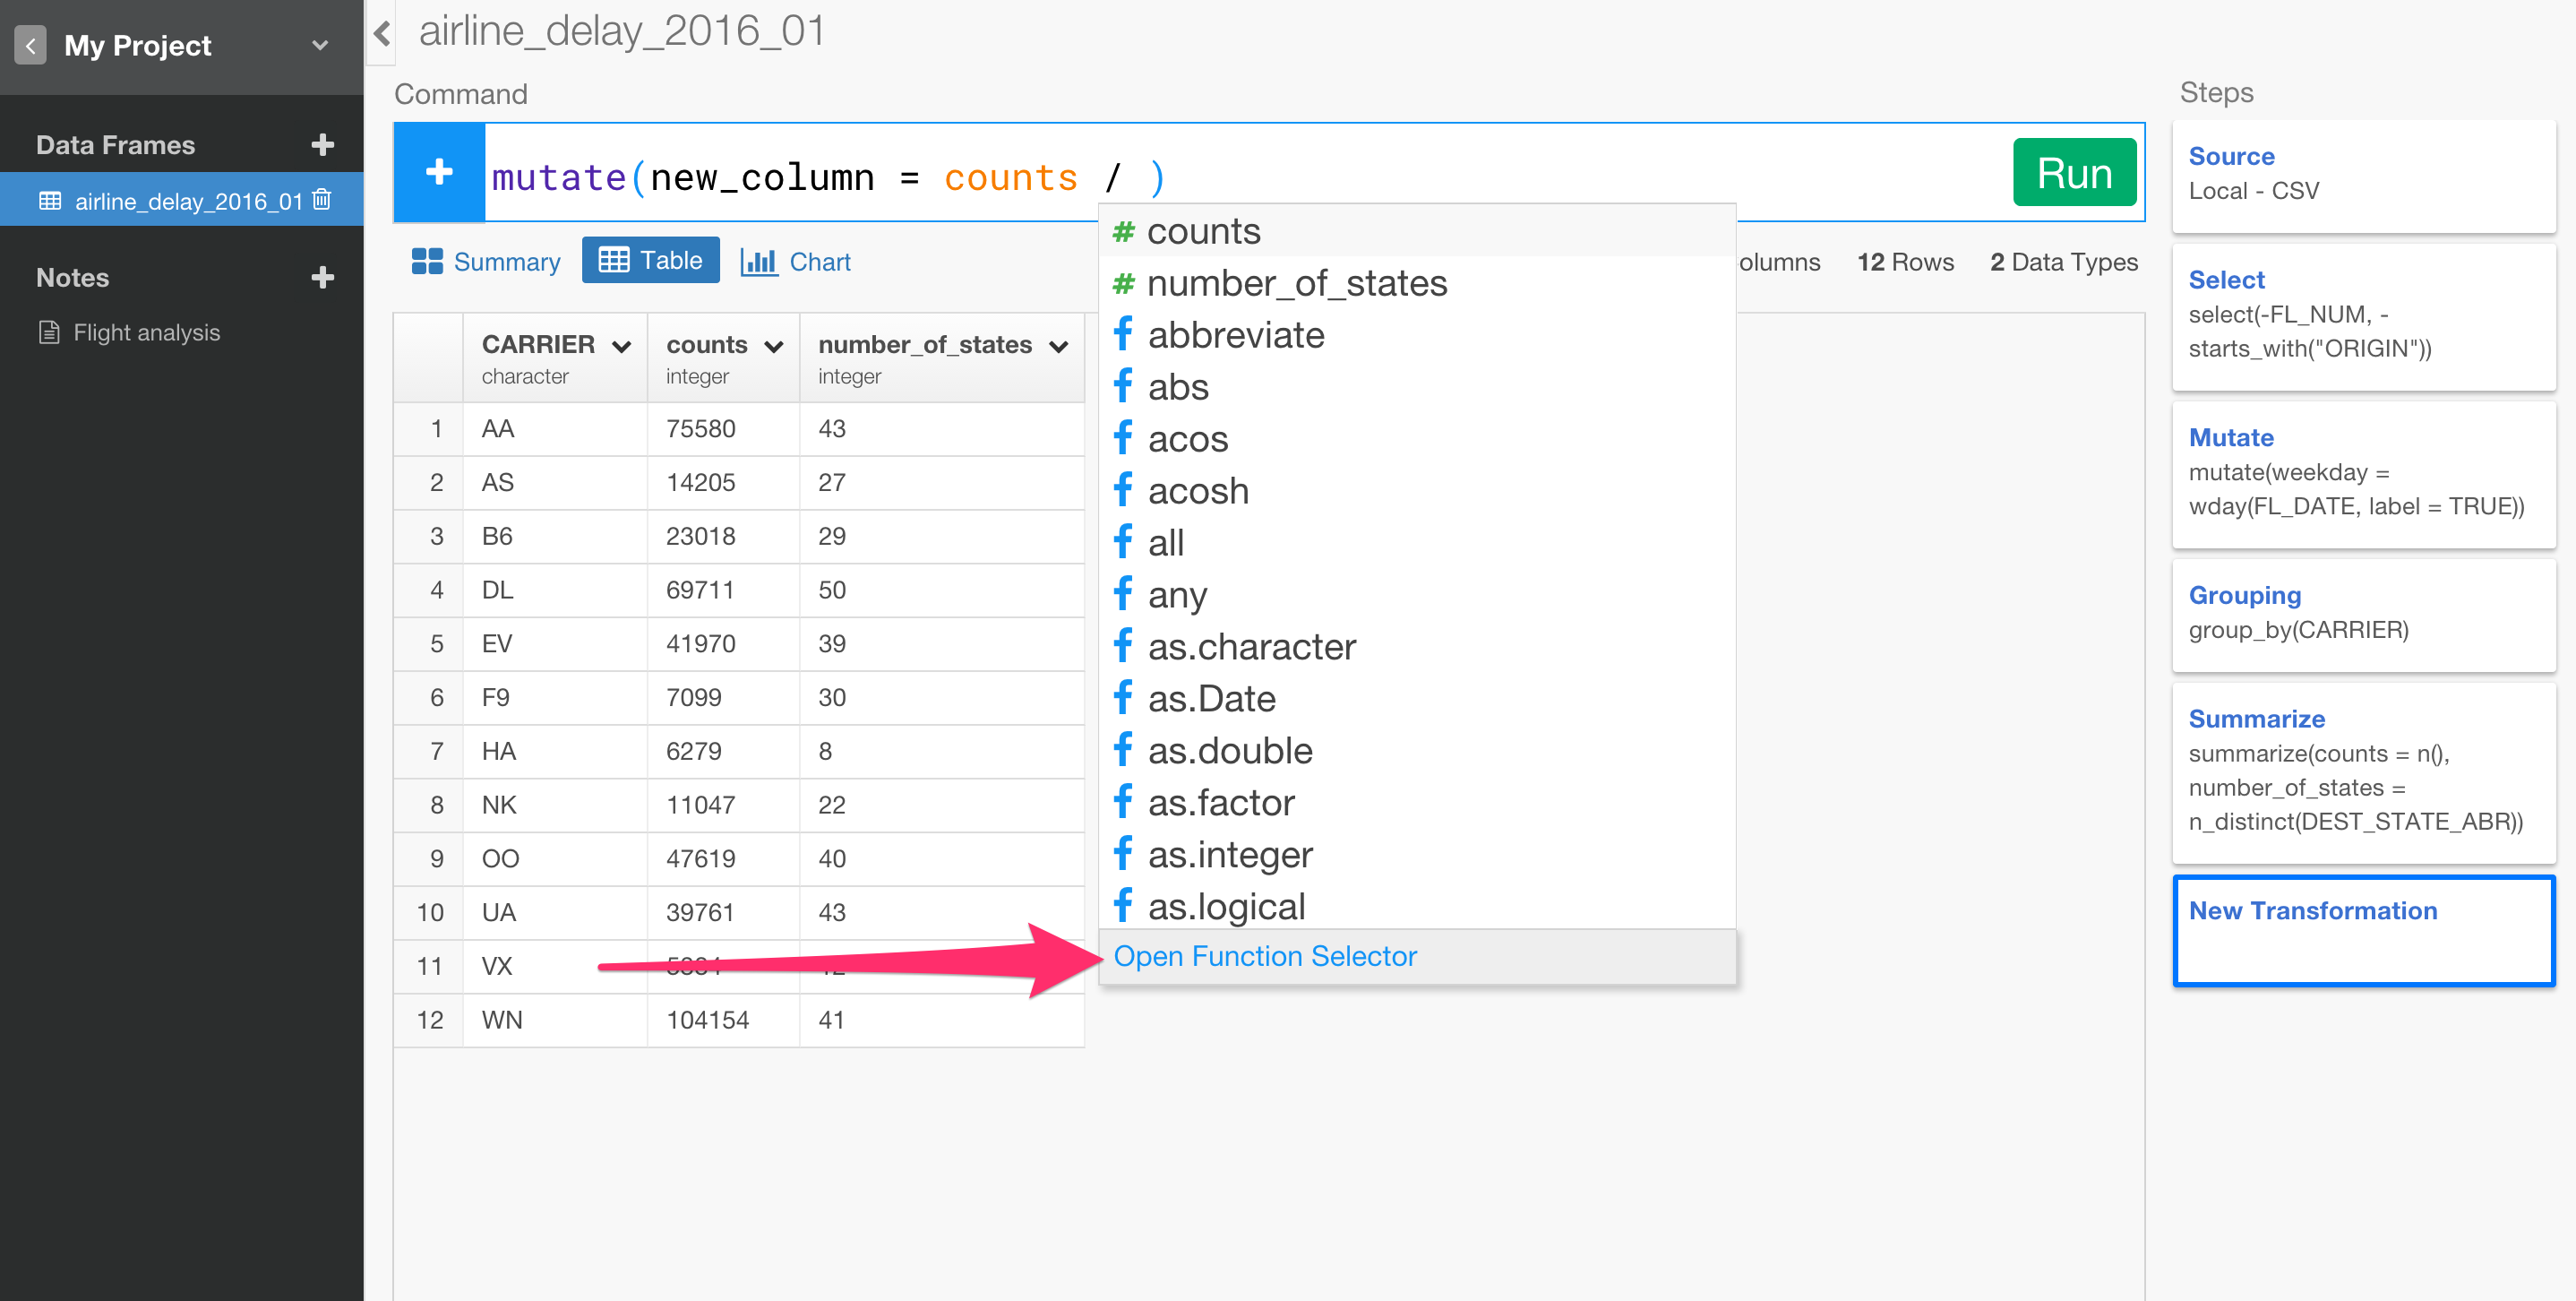 My Project
Data Frames
airline_delay_2016_01
Notes
Flight analysis
airline_delay_2016_01
Command
mutate(new_column = counts / )
Run
Summary
Table
Chart
12 Rows
2 Data Types
CARRIER counts number_of_states
character integer integer
1 AA 75580 43
2 AS 14205 27
3 B6 23018 29
4 DL 69711 50
5 EV 41970 39
6 F9 7099 30
7 HA 6279 8
8 NK 11047 22
9 OO 47619 40
10 UA 39761 43
11 VX
12 WN 104154 41
# counts
# number_of_states
f abbreviate
f abs
f acos
f acosh
f all
f any
f as.character
f as.Date
f as.double
f as.factor
f as.integer
f as.logical
Open Function Selector
Steps
Source
Local - CSV
Select
select(-FL_NUM, -
starts_with("ORIGIN"))
Mutate
mutate(weekday =
wday(FL_DATE, label = TRUE))
Grouping
group_by(CARRIER)
Summarize
summarize(counts = n(),
number_of_states =
n_distinct(DEST_STATE_ABR))
New Transformation